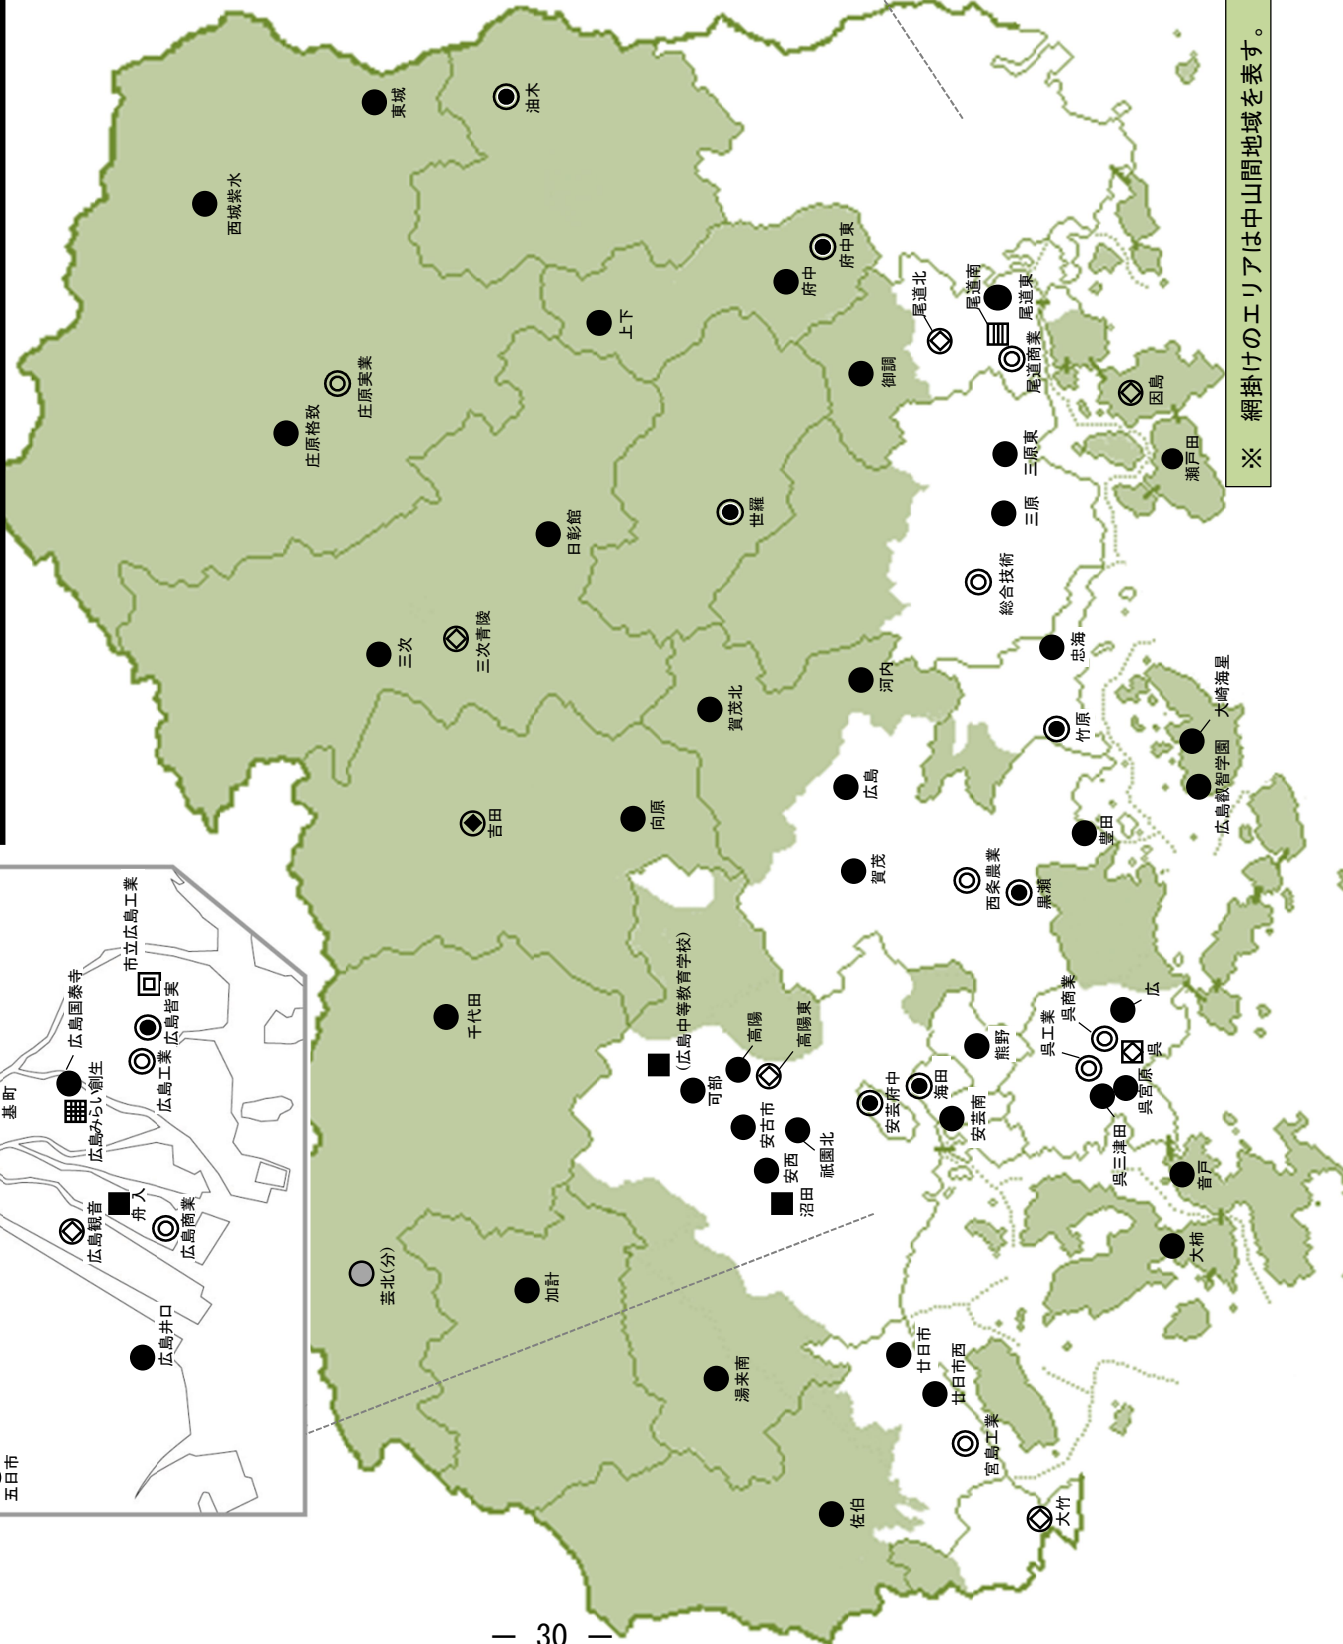 基町
広島国泰寺
市立広島工業
広島みらい創生
広島皆実
広島工業
広島観音
舟入
広島商業
広島井口
五日市
東城
油木
西城紫水
庄原実業
庄原格致
上下
府中
府中東
尾道北
尾道南
尾道東
尾道商業
御調
因島
瀬戸田
三原東
三原
総合技術
世羅
日彰館
三次
三次青陵
賀茂北
河内
忠海
竹原
大崎海星
広島叡智学園
豊田
広島
賀茂
西条農業
黒瀬
吉田
向原
千代田
(広島中等教育学校)
可部
高陽
高陽東
安古市
祇園北
安西
沼田
安芸府中
海田
安芸南
熊野
呉工業
呉商業
広
呉
呉宮原
呉三津田
音戸
大柿
芸北(分)
加計
湯来南
佐伯
廿日市
廿日市西
宮島工業
大竹
※ 網掛けのエリアは中山間地域を表す。
― 30 ―